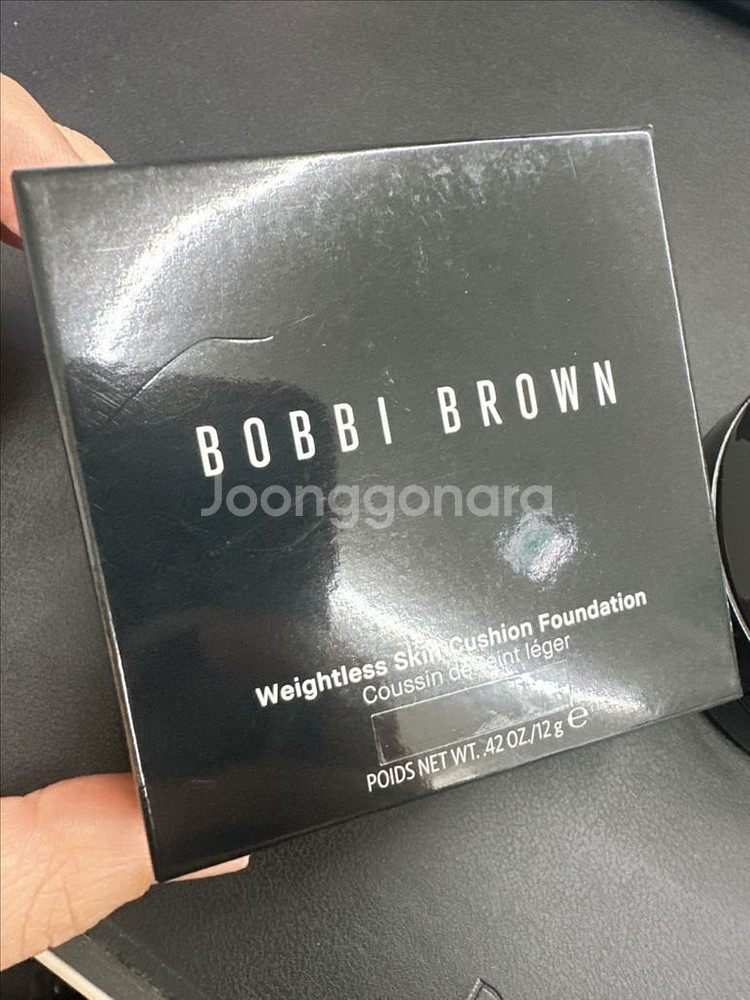 BOBBI BROWN
Joonggonara
Weightless Skin Cushion Foundation
Coussin de teint léger
POIDS NET WT. .42 OZ./12 g ℮